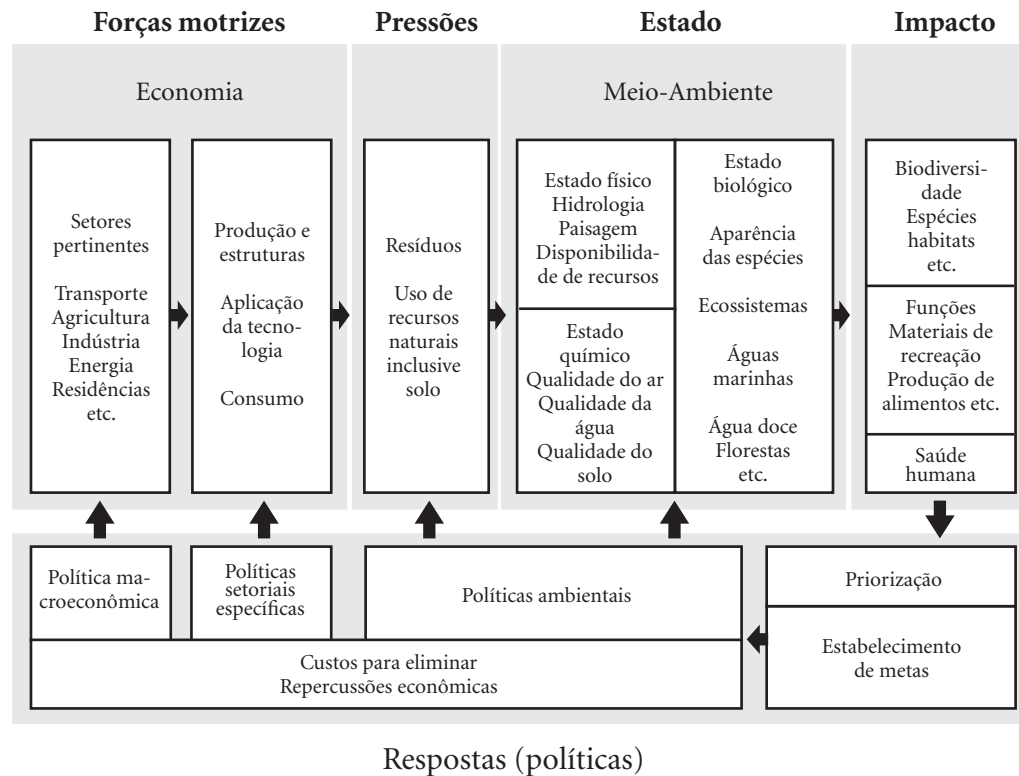 Forças motrizes
Pressões
Estado
Impacto
Economia
Meio-Ambiente
Setores
pertinentes
Transporte
Agricultura
Indústria
Energia
Residências
etc.
Produção e
estruturas
Aplicação
da tecno-
logia
Consumo
Resíduos
Uso de
recursos
naturais
inclusive
solo
Estado físico
Hidrologia
Paisagem
Disponibilida-
de de recursos
Estado
químico
Qualidade do ar
Qualidade da
água
Qualidade do
solo
Estado
biológico
Aparência
das espécies
Ecossistemas
Águas
marinhas
Água doce
Florestas
etc.
Biodiversi-
dade
Espécies
habitats
etc.
Funções
Materiais de
recreação
Produção de
alimentos etc.
Saúde
humana
Política ma-
croeconômica
Políticas
setoriais
específicas
Políticas ambientais
Custos para eliminar
Repercussões econômicas
Priorização
Estabelecimento
de metas
Respostas (políticas)